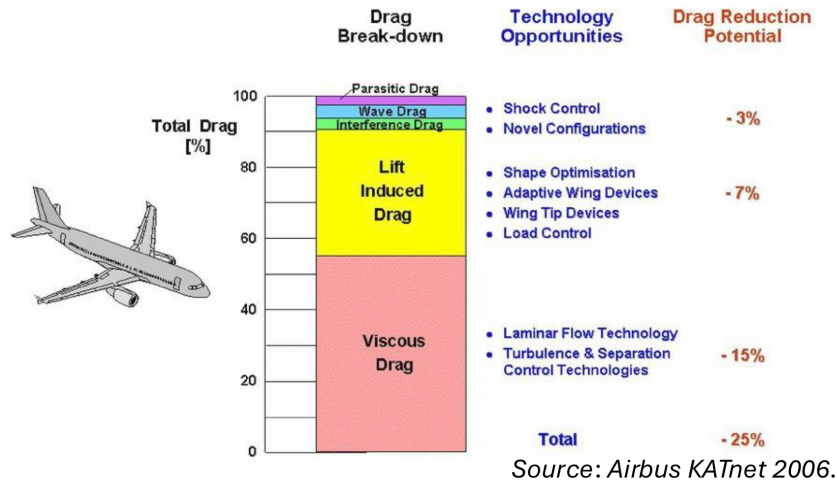 Drag
Break-down
Technology
Opportunities
Drag Reduction
Potential
Total Drag
[%]
100
80
60
40
20
0
Parasitic Drag
Wave Drag
Interference Drag
Lift
Induced
Drag
Viscous
Drag
• Shock Control
• Novel Configurations
- 3%
• Shape Optimisation
• Adaptive Wing Devices
• Wing Tip Devices
• Load Control
- 7%
• Laminar Flow Technology
• Turbulence & Separation
Control Technologies
- 15%
Total
- 25%
Source: Airbus KATnet 2006.